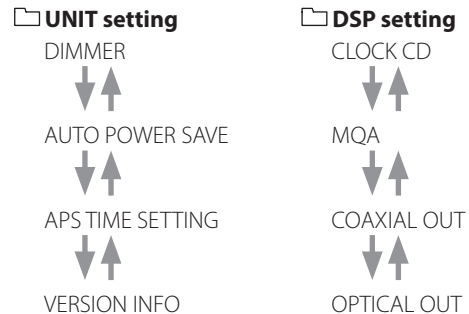 UNIT setting
DIMMER
AUTO POWER SAVE
APS TIME SETTING
VERSION INFO
DSP setting
CLOCK CD
MQA
COAXIAL OUT
OPTICAL OUT